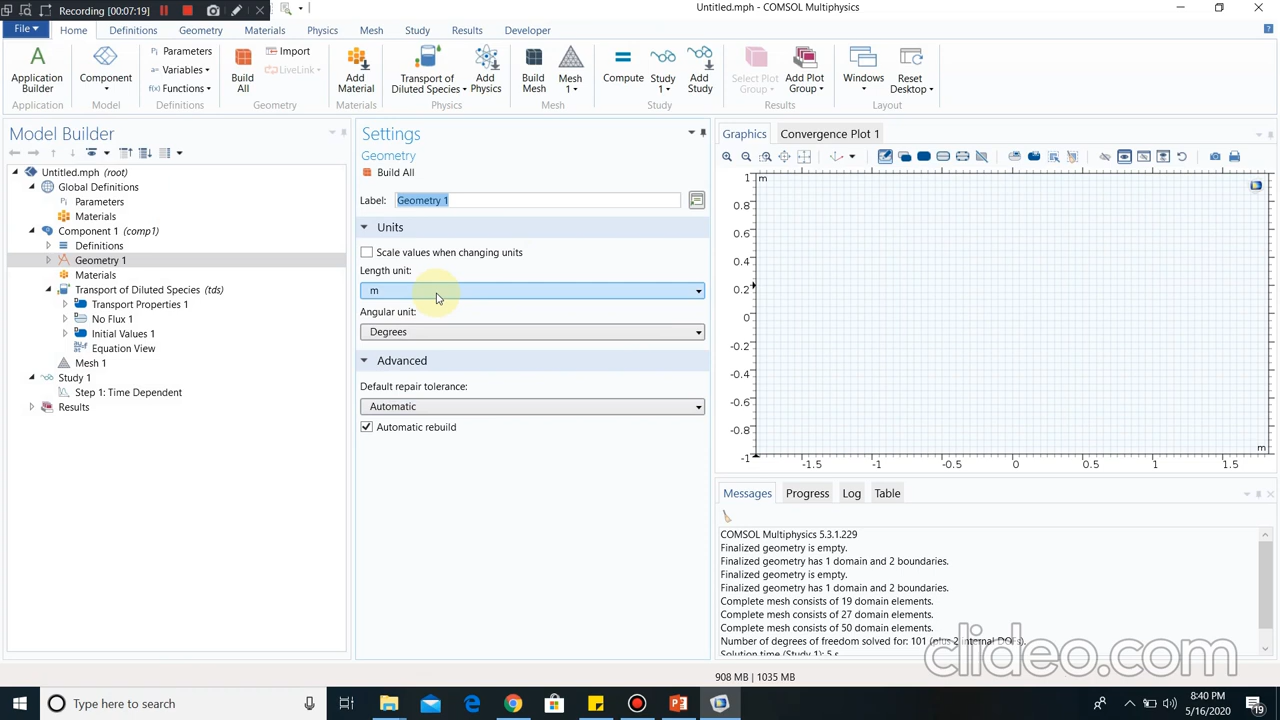 Recording [00:07:19]
Untitled.mph - COMSOL Multiphysics
File Home Definitions Geometry Materials Physics Mesh Study Results Developer
Application Builder
Application
Component
Model
Parameters
Variables
Functions
Definitions
Build All
Import
LiveLink
Geometry
Add Material
Materials
Transport of Diluted Species
Add Physics
Physics
Build Mesh
Mesh 1
Mesh
Compute
Study 1
Add Study
Study
Select Plot Group
Add Plot Group
Results
Windows
Reset Desktop
Layout
Model Builder
Untitled.mph (root)
Global Definitions
Parameters
Materials
Component 1 (comp1)
Definitions
Geometry 1
Materials
Transport of Diluted Species (tds)
Transport Properties 1
No Flux 1
Initial Values 1
Equation View
Mesh 1
Study 1
Step 1: Time Dependent
Results
Settings
Geometry
Build All
Label: Geometry 1
Units
Scale values when changing units
Length unit:
m
Angular unit:
Degrees
Advanced
Default repair tolerance:
Automatic
Automatic rebuild
Graphics Convergence Plot 1
1 m
0.8
0.6
0.4
0.2
0
-0.2
-0.4
-0.6
-0.8
-1 m
-1.5 -1 -0.5 0 0.5 1 1.5
Messages Progress Log Table
COMSOL Multiphysics 5.3.1.229
Finalized geometry is empty.
Finalized geometry has 1 domain and 2 boundaries.
Finalized geometry is empty.
Finalized geometry has 1 domain and 2 boundaries.
Complete mesh consists of 19 domain elements.
Complete mesh consists of 27 domain elements.
Complete mesh consists of 50 domain elements.
Number of degrees of freedom solved for: 101 (plus 2 internal DOFs).
Solution time (Study 1): 5 s.
clideo.com
908 MB | 1035 MB
Type here to search
8:40 PM
5/16/2020
19